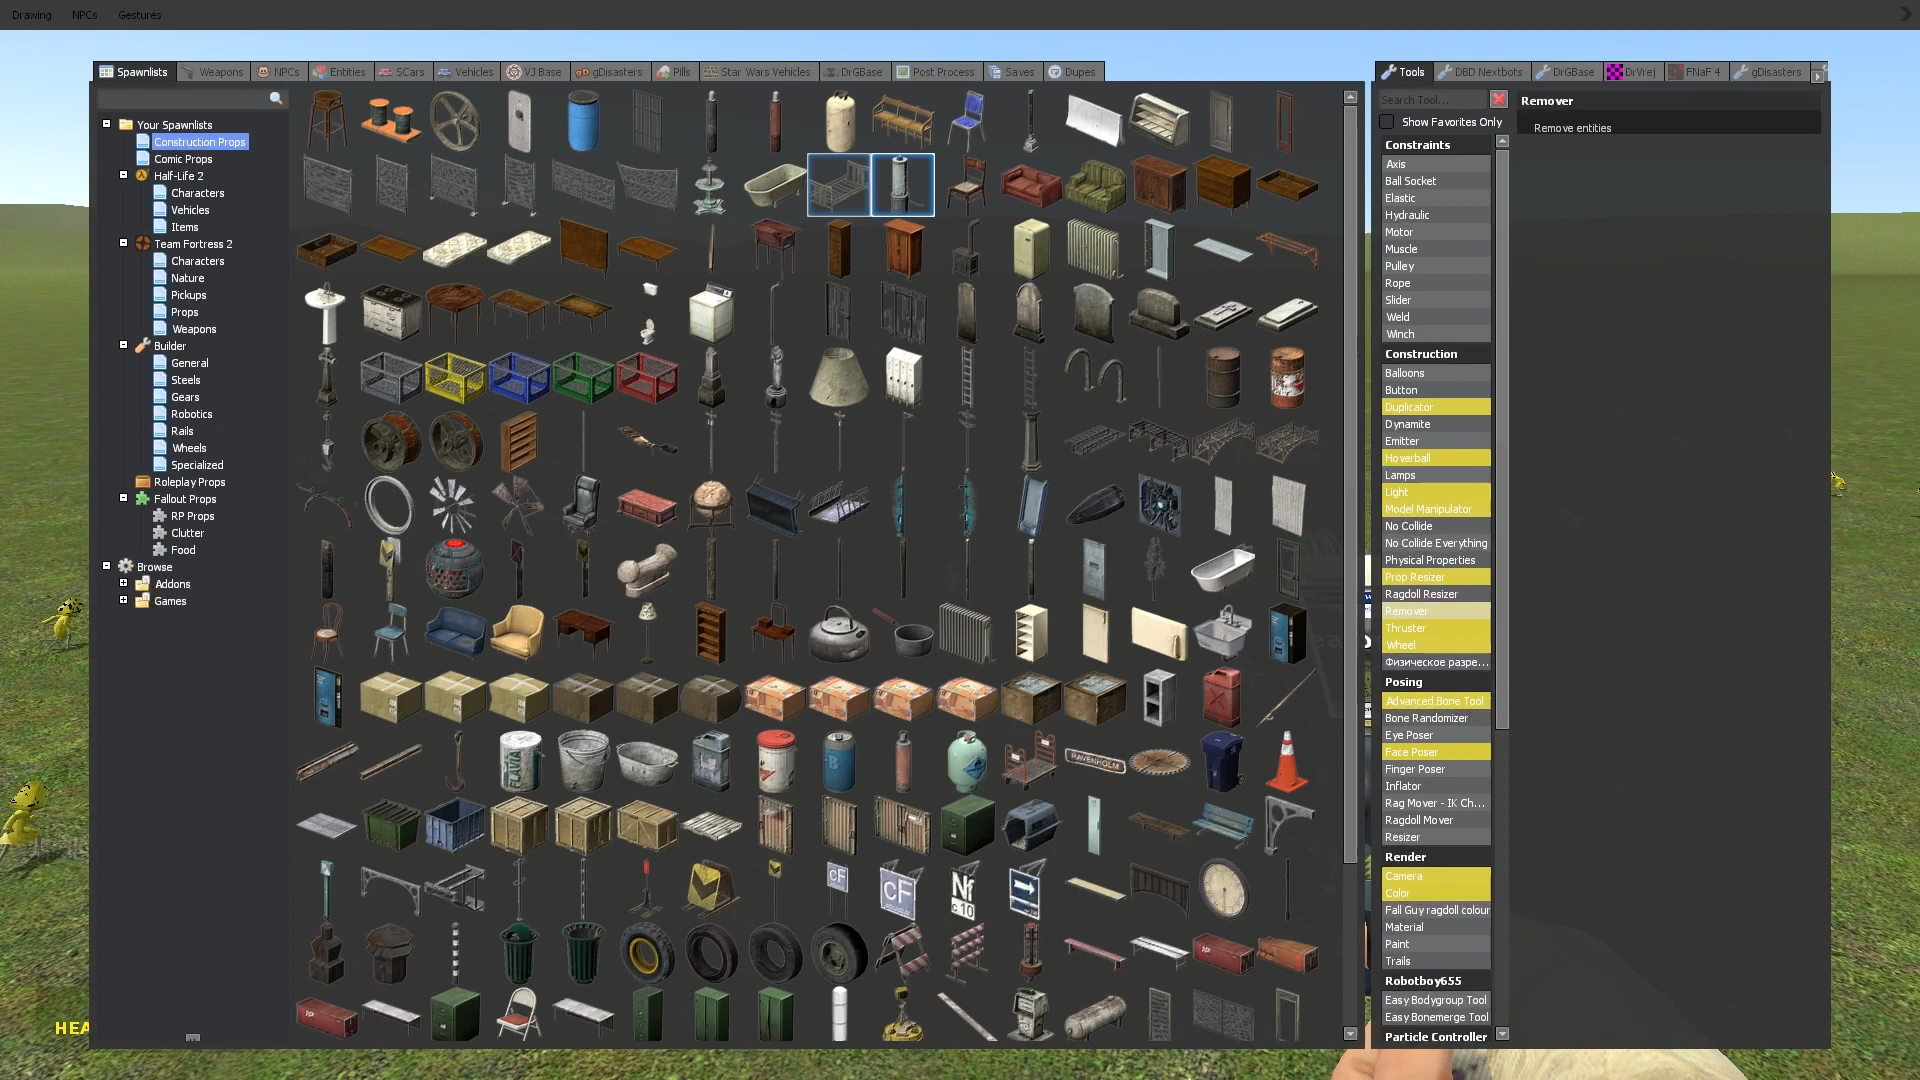 Drawing NPCs Gestures
Spawnlists Weapons NPCs Entities SCars Vehicles VJ Base gDisasters Pills Star Wars Vehicles DrGBase Post Process Saves Dupes
Your Spawnlists
Construction Props
Comic Props
Half-Life 2
Characters
Vehicles
Items
Team Fortress 2
Characters
Nature
Pickups
Props
Weapons
Builder
General
Steels
Gears
Robotics
Rails
Wheels
Specialized
Roleplay Props
Fallout Props
RP Props
Clutter
Food
Browse
Addons
Games
RAVENHOLM
cF
cF
Nf
c 10
HEA
Tools DBD Nextbots DrGBase DrVrej FNaF 4 gDisasters
Search Tool...
Show Favorites Only
Constraints
Axis
Ball Socket
Elastic
Hydraulic
Motor
Muscle
Pulley
Rope
Slider
Weld
Winch
Construction
Balloons
Button
Duplicator
Dynamite
Emitter
Hoverball
Lamps
Light
Model Manipulator
No Collide
No Collide Everything
Physical Properties
Prop Resizer
Ragdoll Resizer
Remover
Thruster
Wheel
Физическое разре...
Posing
Advanced Bone Tool
Bone Randomizer
Eye Poser
Face Poser
Finger Poser
Inflator
Rag Mover - IK Ch...
Ragdoll Mover
Resizer
Render
Camera
Color
Fall Guy ragdoll colour
Material
Paint
Trails
Robotboy655
Easy Bodygroup Tool
Easy Bonemerge Tool
Particle Controller
Remover
Remove entities